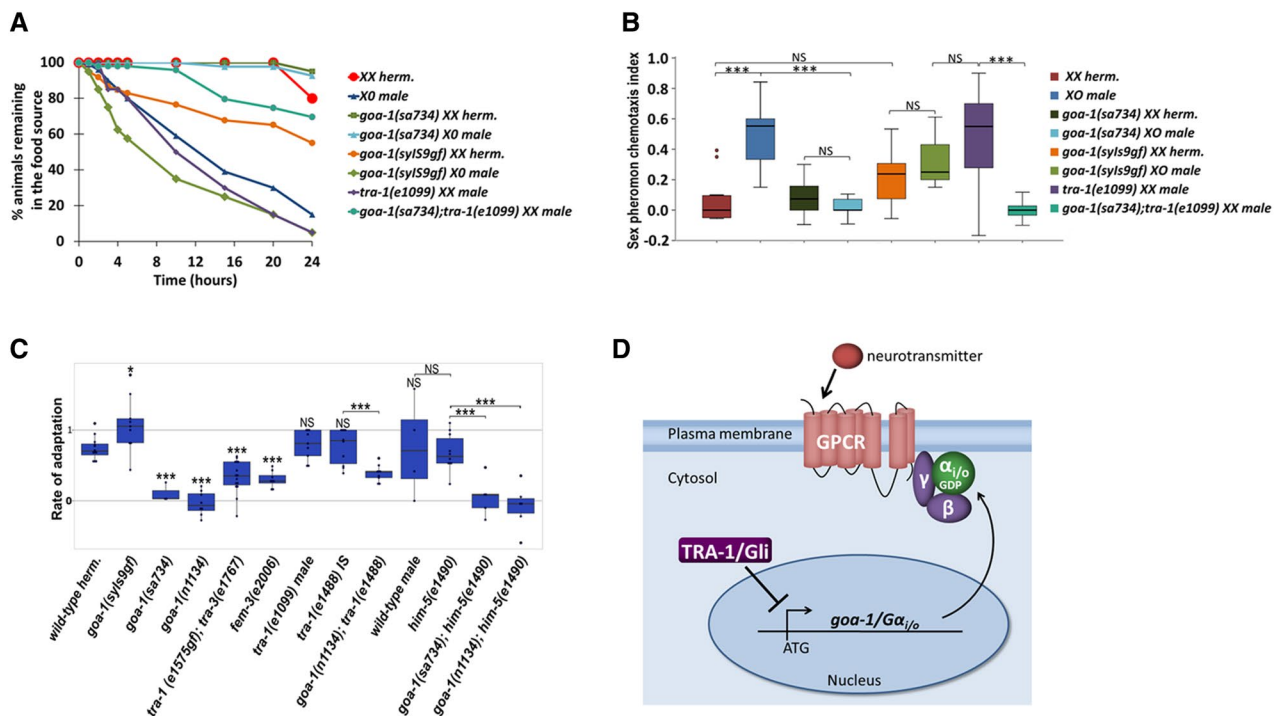 A
% animals remaining
in the food source
100
80
60
40
20
0
0 4 8 12 16 20 24
Time (hours)
XX herm.
X0 male
goa-1(sa734) XX herm.
goa-1(sa734) X0 male
goa-1(syIS9gf) XX herm.
goa-1(syIS9gf) X0 male
tra-1(e1099) XX male
goa-1(sa734);tra-1(e1099) XX male
B
Sex pheromon chemotaxis index
1.0
0.8
0.6
0.4
0.2
0.0
-0.2
NS
*** *** NS ***
NS
NS
XX herm.
XO male
goa-1(sa734) XX herm.
goa-1(sa734) XO male
goa-1(syIs9gf) XX herm.
goa-1(syIs9gf) XO male
tra-1(e1099) XX male
goa-1(sa734);tra-1(e1099) XX male
C
Rate of adaptation
1
0
*
***
***
***
***
NS
NS
***
NS
NS
***
***
wild-type herm.
goa-1(syIs9gf)
goa-1(sa734)
goa-1(n1134)
tra-1 (e1575gf); tra-3(e1767)
fem-3(e2006)
tra-1(e1099) male
tra-1(e1488) IS
goa-1(n1134); tra-1(e1488)
wild-type male
him-5(e1490)
goa-1(sa734); him-5(e1490)
goa-1(n1134); him-5(e1490)
D
neurotransmitter
Plasma membrane
GPCR
Cytosol
γ
αi/o
GDP
β
TRA-1/Gli
goa-1/Gαi/o
ATG
Nucleus